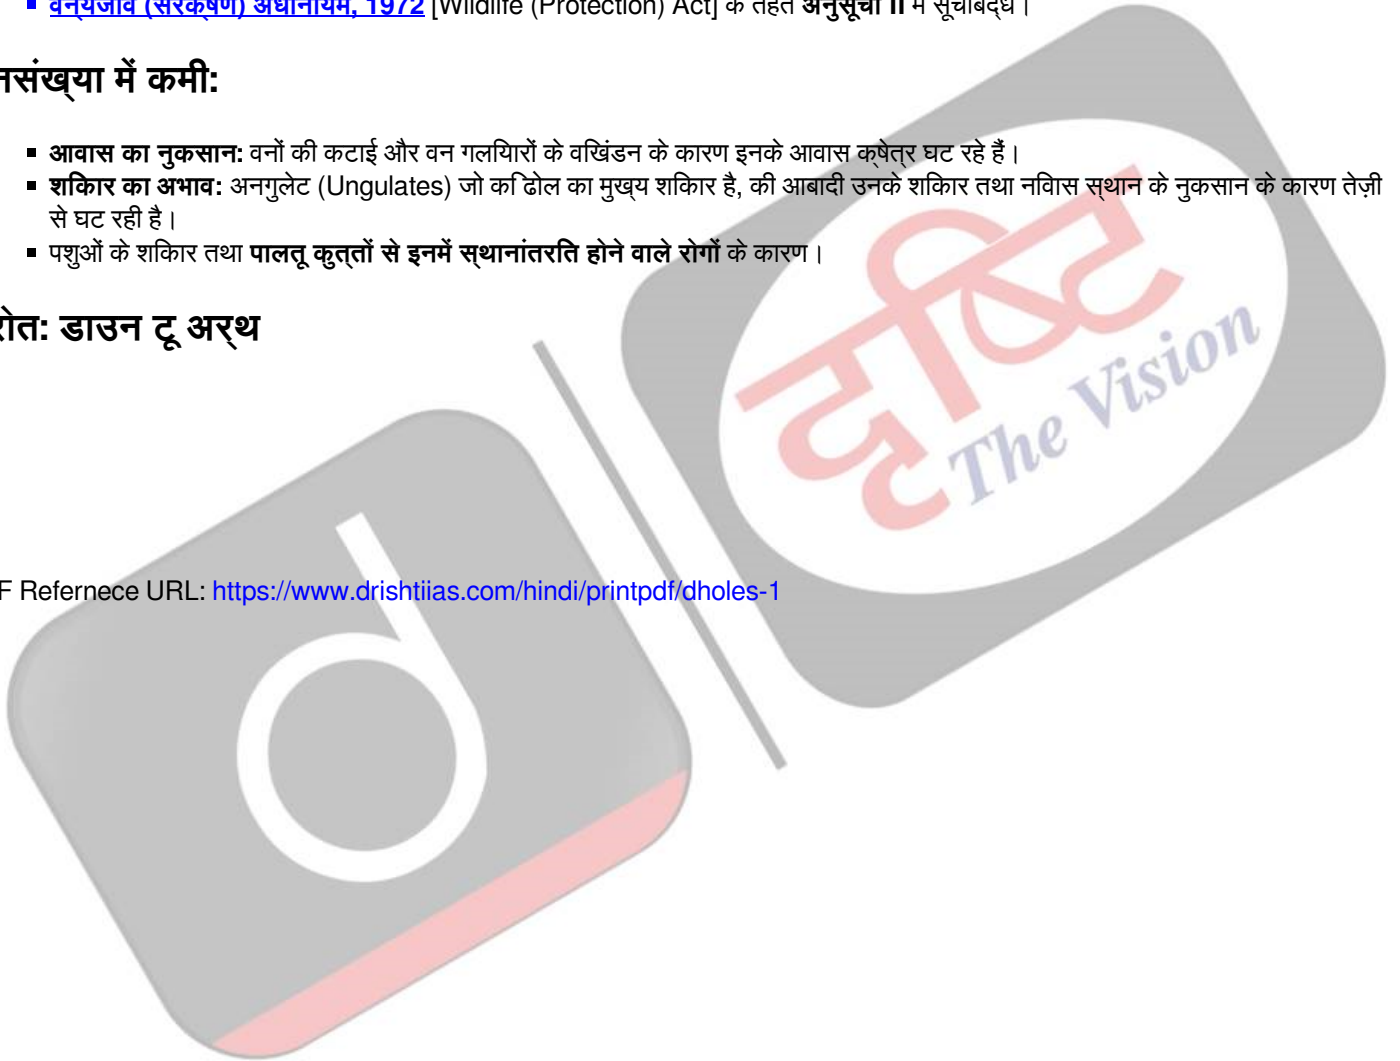 वन्यजीव (संरक्षण) अधिनियम, 1972 [Wildlife (Protection) Act] के तहत अनुसूची II में सूचीबद्ध।
नसंख्या में कमी:
आवास का नुकसान: वनों की कटाई और वन गलियारों के विखंडन के कारण इनके आवास क्षेत्र घट रहे हैं।
शिकार का अभाव: अनगुलेट (Ungulates) जो कि ढोल का मुख्य शिकार है, की आबादी उनके शिकार तथा निवास स्थान के नुकसान के कारण तेज़ी
से घट रही है।
पशुओं के शिकार तथा पालतू कुत्तों से इनमें स्थानांतरित होने वाले रोगों के कारण।
रोत: डाउन टू अर्थ
दृष्टि
The Vision
d
F Refernece URL: https://www.drishtiias.com/hindi/printpdf/dholes-1